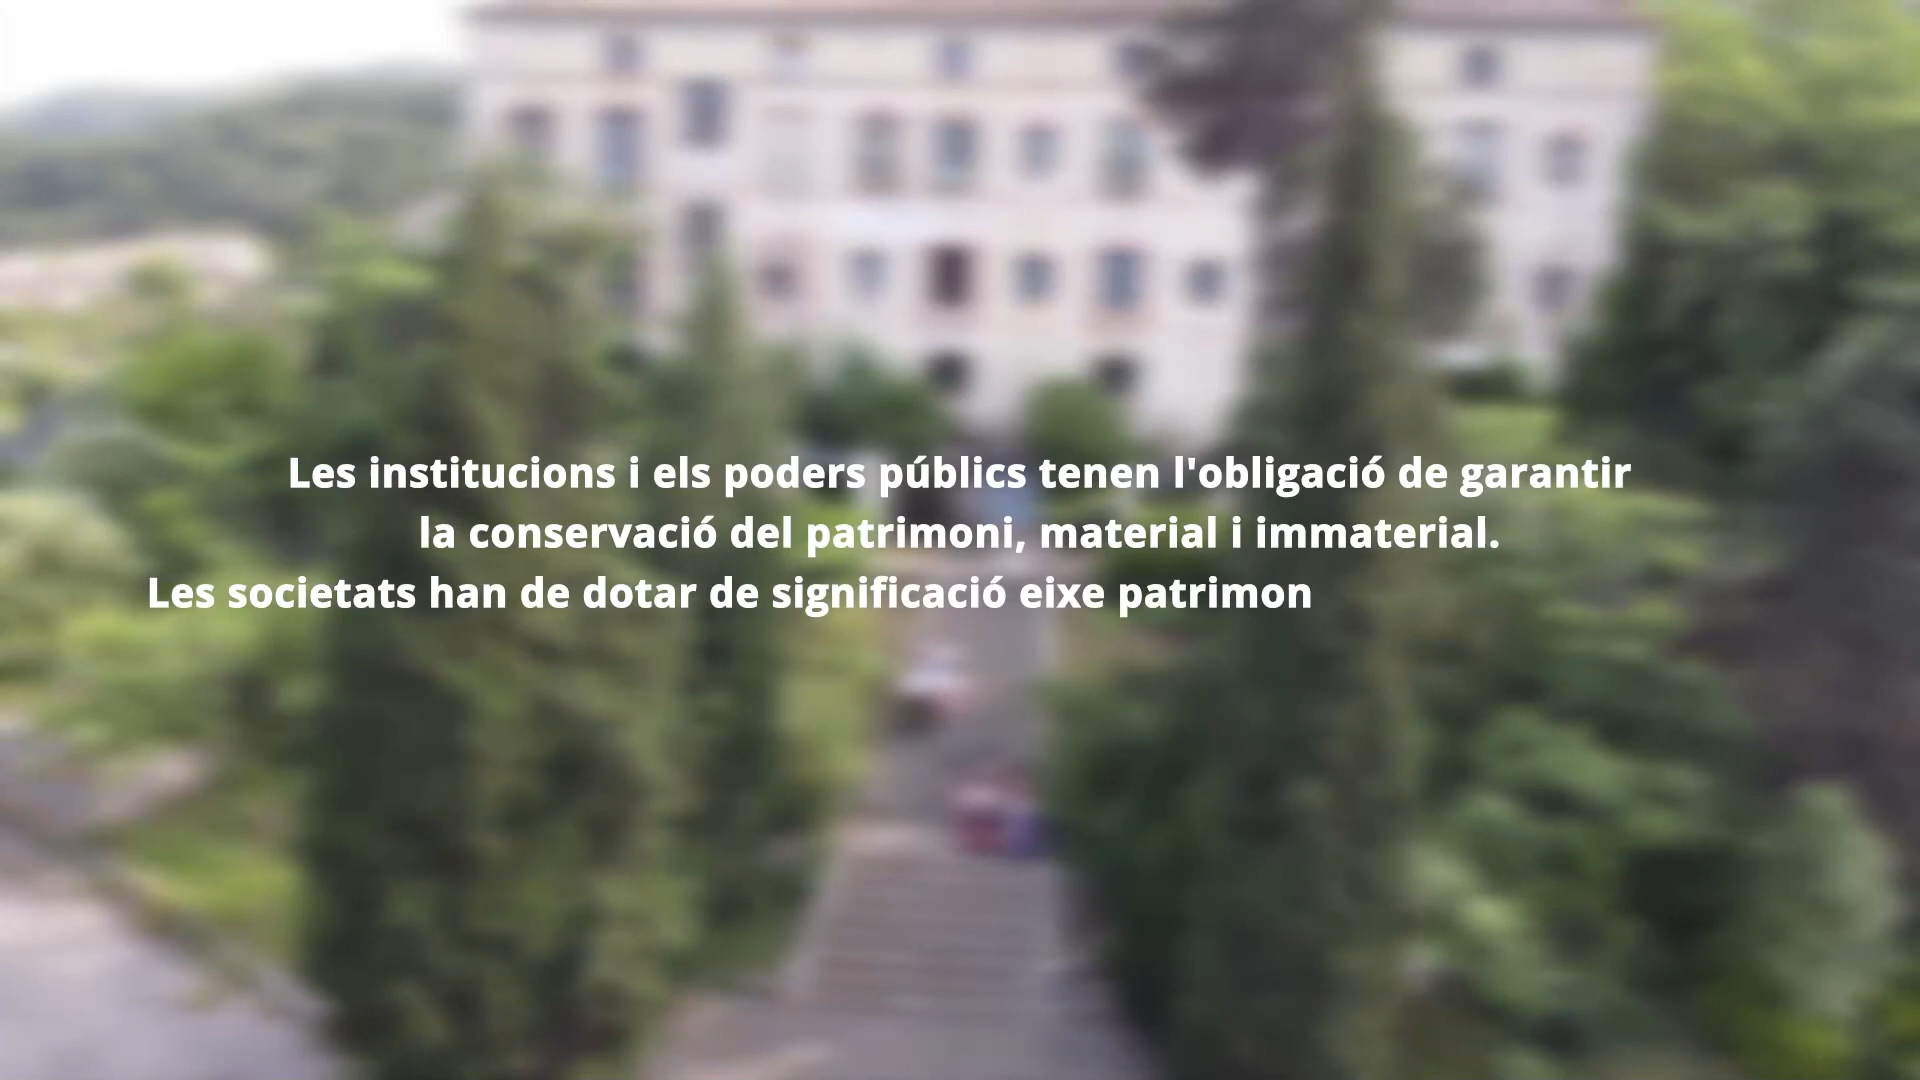 Les institucions i els poders públics tenen l'obligació de garantir
la conservació del patrimoni, material i immaterial.
Les societats han de dotar de significació eixe patrimon